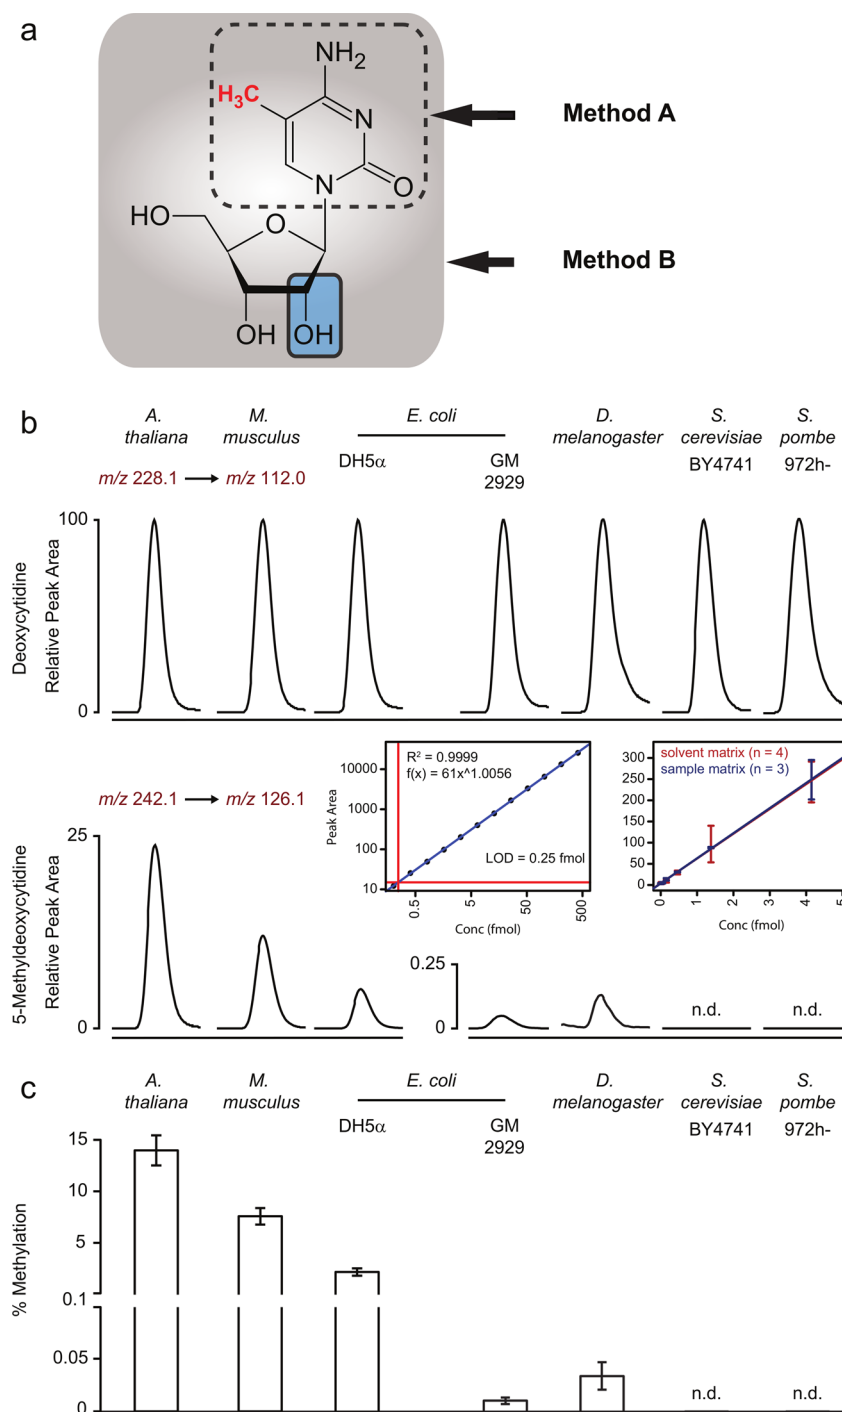 a
NH₂
H₃C
N
N
O
HO
O
OH
OH
Method A
Method B
b
A. thaliana
M. musculus
E. coli
DH5α
GM 2929
D. melanogaster
S. cerevisiae
BY4741
S. pombe
972h-
m/z 228.1 → m/z 112.0
Deoxycytidine
Relative Peak Area
100
0
m/z 242.1 → m/z 126.1
5-Methyldeoxycytidine
Relative Peak Area
25
0
R² = 0.9999
f(x) = 61x^1.0056
LOD = 0.25 fmol
Peak Area
10000
1000
100
10
0.5
5
50
500
Conc (fmol)
solvent matrix (n = 4)
sample matrix (n = 3)
300
250
200
150
100
50
0
0
1
2
3
4
5
Conc (fmol)
0.25
0
n.d.
n.d.
c
A. thaliana
M. musculus
E. coli
DH5α
GM 2929
D. melanogaster
S. cerevisiae
BY4741
S. pombe
972h-
% Methylation
15
10
5
0.1
0.05
0
n.d.
n.d.